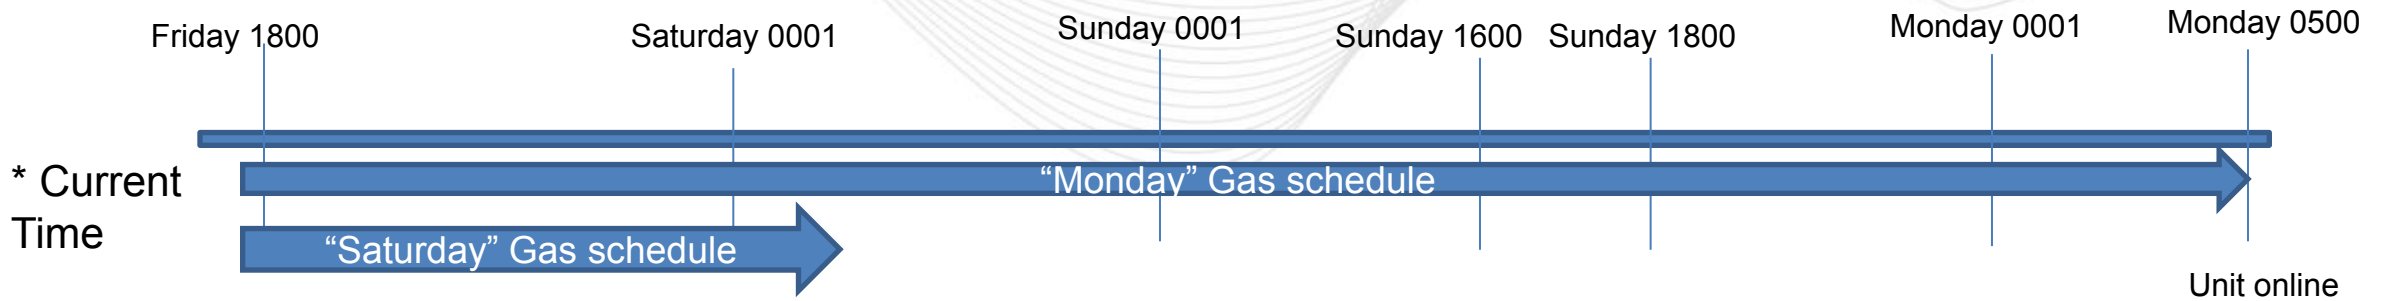 Friday 1800
Saturday 0001
Sunday 0001
Sunday 1600
Sunday 1800
Monday 0001
Monday 0500
* Current
Time
“Monday” Gas schedule
“Saturday” Gas schedule
Unit online